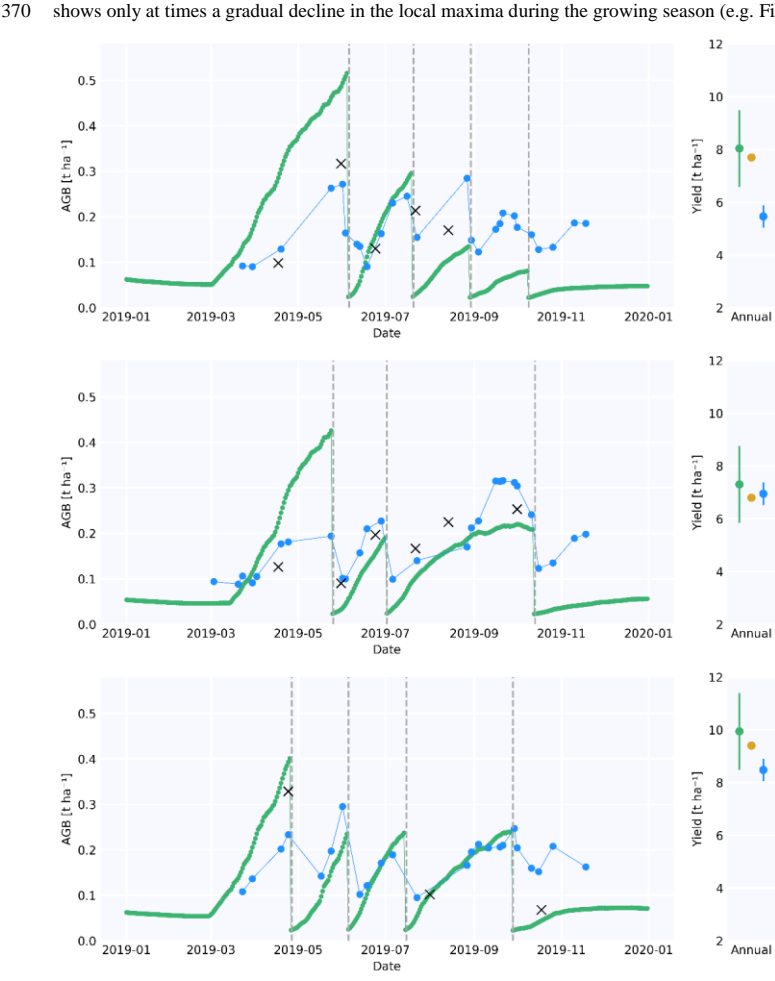 370 shows only at times a gradual decline in the local maxima during the growing season (e.g. Fi
12
0.5
10
0.4
AGB [t ha⁻¹]
8
0.3
Yield [t ha⁻¹]
6
0.2
4
0.1
0.0
2
2019-01 2019-03 2019-05 2019-07 2019-09 2019-11 2020-01
Annual
Date
12
0.5
10
0.4
AGB [t ha⁻¹]
8
0.3
Yield [t ha⁻¹]
6
0.2
4
0.1
0.0
2
2019-01 2019-03 2019-05 2019-07 2019-09 2019-11 2020-01
Annual
Date
12
0.5
10
0.4
AGB [t ha⁻¹]
8
0.3
Yield [t ha⁻¹]
6
0.2
4
0.1
0.0
2
2019-01 2019-03 2019-05 2019-07 2019-09 2019-11 2020-01
Annual
Date